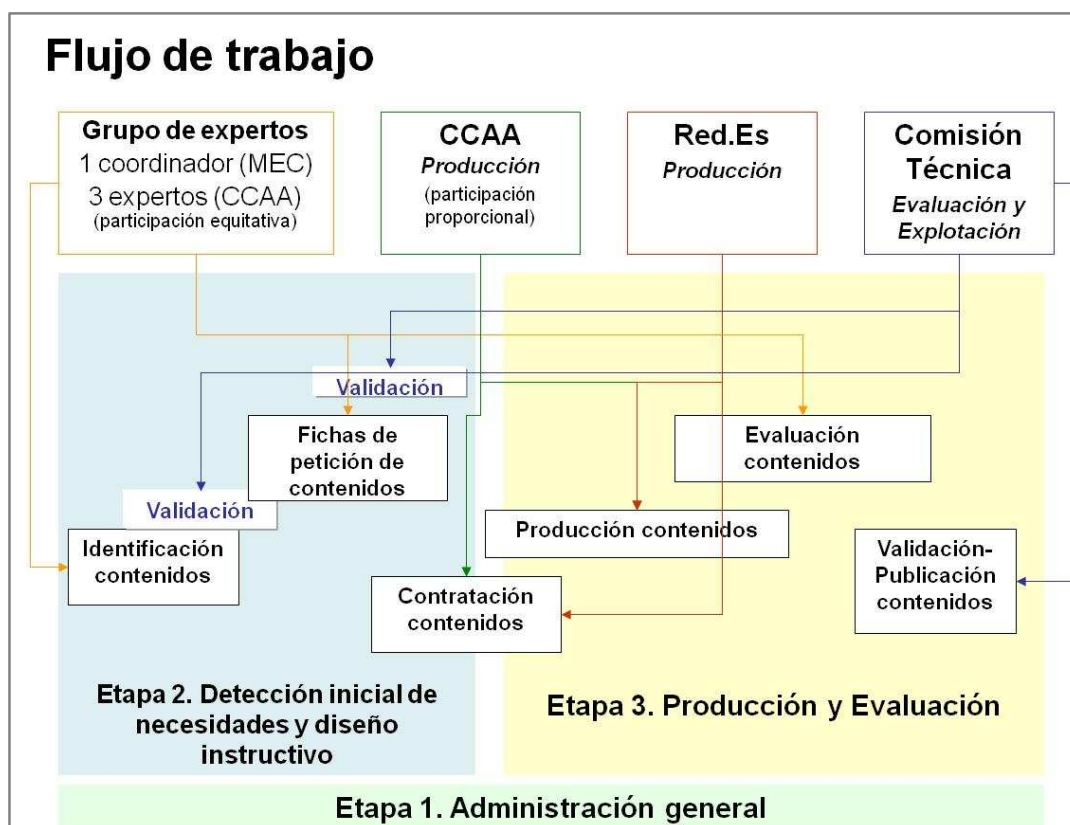 Flujo de trabajo
Grupo de expertos
1 coordinador (MEC)
3 expertos (CCAA)
(participación equitativa)
CCAA
Producción
(participación
proporcional)
Red.Es
Producción
Comisión
Técnica
Evaluación y
Explotación
Validación
Fichas de
petición de
contenidos
Evaluación
contenidos
Validación
Identificación
contenidos
Producción contenidos
Validación-
Publicación
contenidos
Contratación
contenidos
Etapa 2. Detección inicial de
necesidades y diseño
instructivo
Etapa 3. Producción y Evaluación
Etapa 1. Administración general